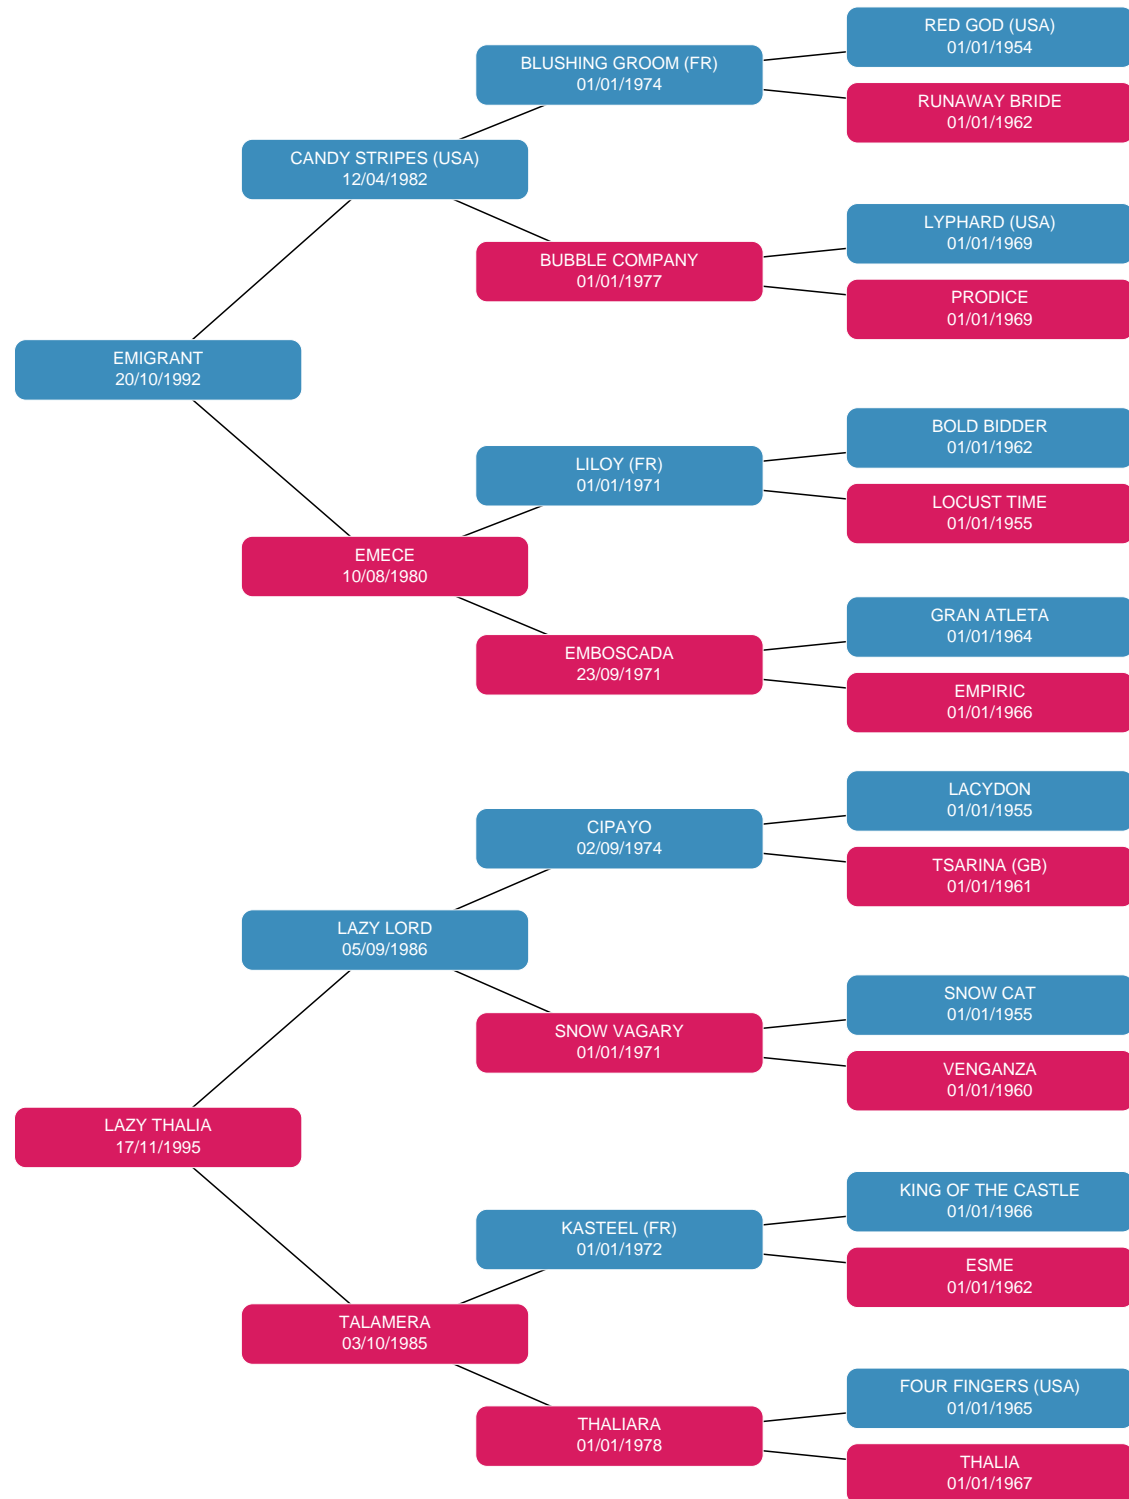 RED GOD (USA)
01/01/1954
BLUSHING GROOM (FR)
01/01/1974
RUNAWAY BRIDE
01/01/1962
CANDY STRIPES (USA)
12/04/1982
LYPHARD (USA)
01/01/1969
BUBBLE COMPANY
01/01/1977
PRODICE
01/01/1969
EMIGRANT
20/10/1992
BOLD BIDDER
01/01/1962
LILOY (FR)
01/01/1971
LOCUST TIME
01/01/1955
EMECE
10/08/1980
GRAN ATLETA
01/01/1964
EMBOSCADA
23/09/1971
EMPIRIC
01/01/1966
LACYDON
01/01/1955
CIPAYO
02/09/1974
TSARINA (GB)
01/01/1961
LAZY LORD
05/09/1986
SNOW CAT
01/01/1955
SNOW VAGARY
01/01/1971
VENGANZA
01/01/1960
LAZY THALIA
17/11/1995
KING OF THE CASTLE
01/01/1966
KASTEEL (FR)
01/01/1972
ESME
01/01/1962
TALAMERA
03/10/1985
FOUR FINGERS (USA)
01/01/1965
THALIARA
01/01/1978
THALIA
01/01/1967